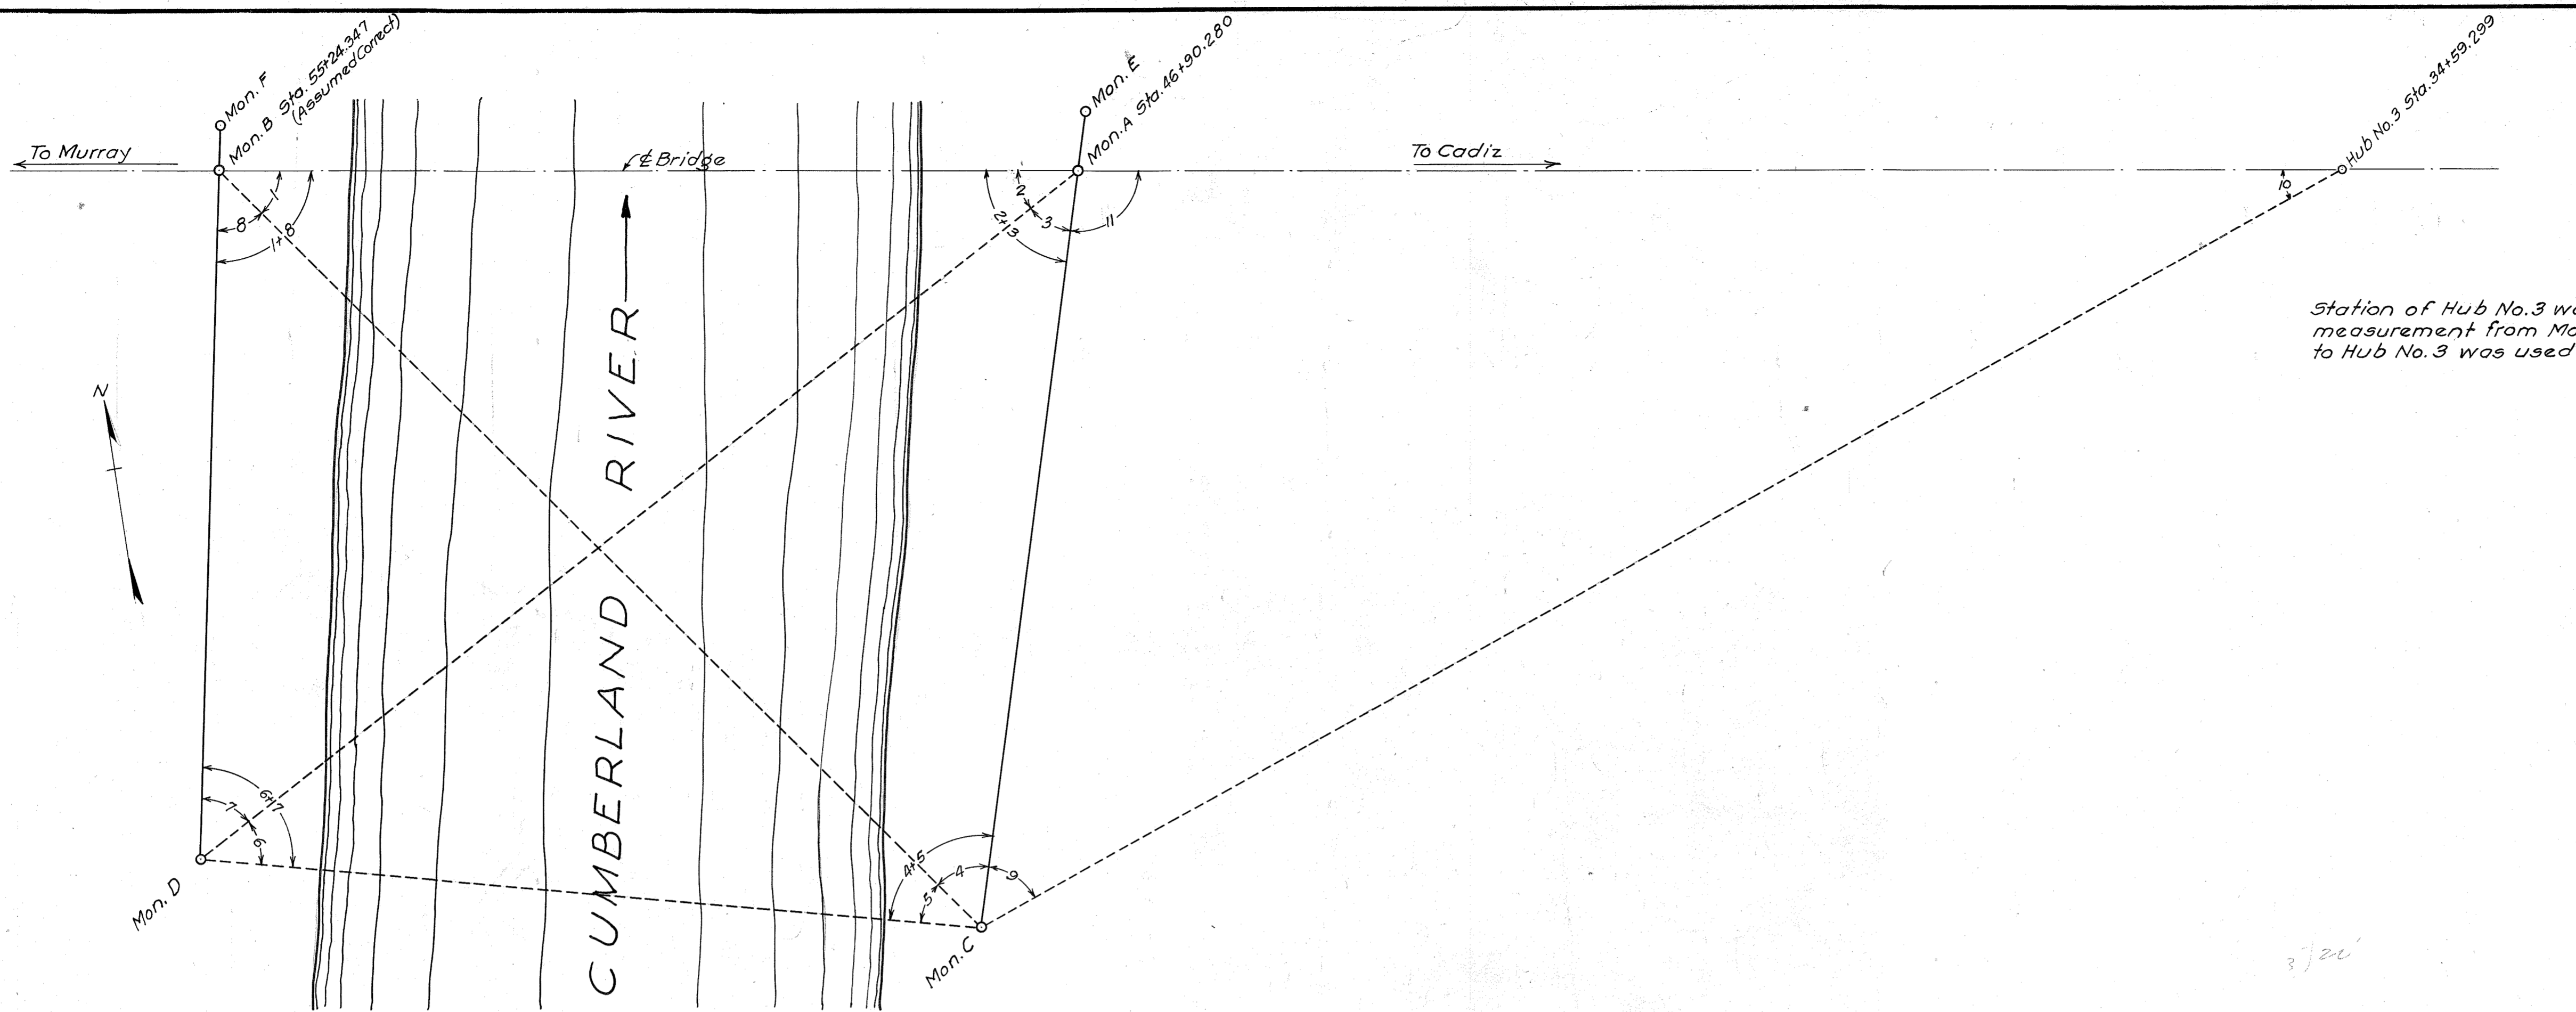 Mon. F
Mon. B Sta. 55+24.347
(Assumed Correct)
Mon. E
Mon. A Sta. 46+90.280
Hub No.3 Sta. 34+59.299
To Murray
℄ Bridge
To Cadiz
1
8
1+8
2
3
2+3
11
10
Station of Hub No.3 wa
measurement from Mo
to Hub No.3 was used
N
CUMBERLAND RIVER
6+7
7
6
4+5
4
5
9
Mon. D
Mon. C